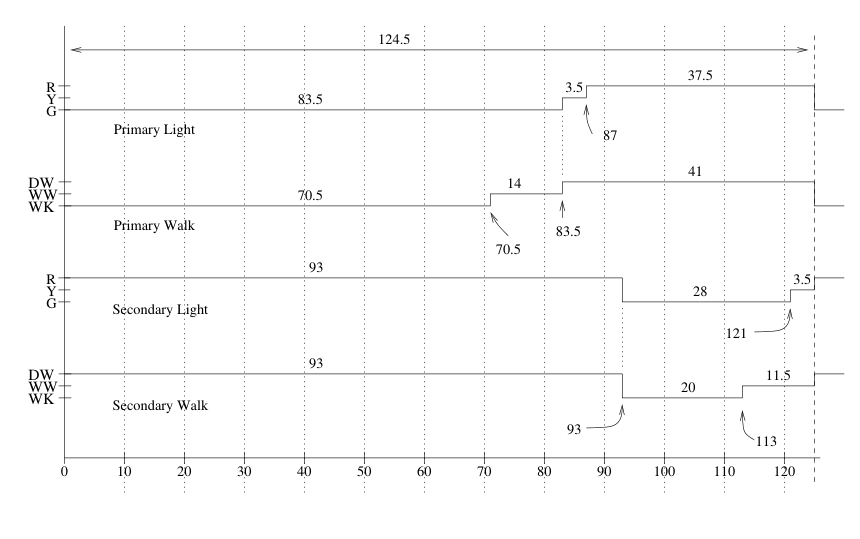 124.5
3.5 37.5
R
Y 83.5
G
Primary Light 87
DW 14 41
WW 70.5
WK
Primary Walk 83.5
70.5
R 93
Y 28 3.5
G
Secondary Light
121
DW 93
WW 20 11.5
WK
Secondary Walk
93
113
0 10 20 30 40 50 60 70 80 90 100 110 120